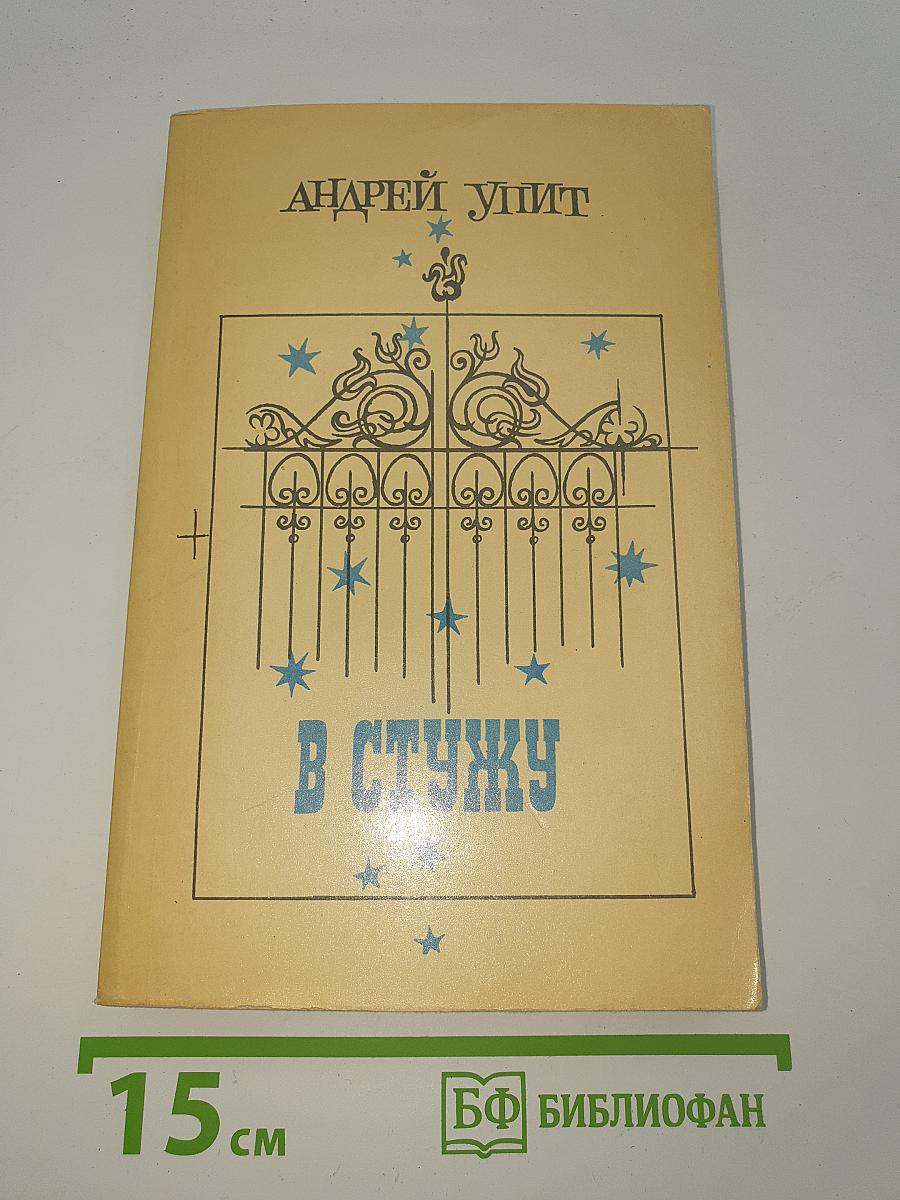 АНДРЕЙ УПИТ
В СТУЖУ
15 см
БФ БИБЛИОФАН